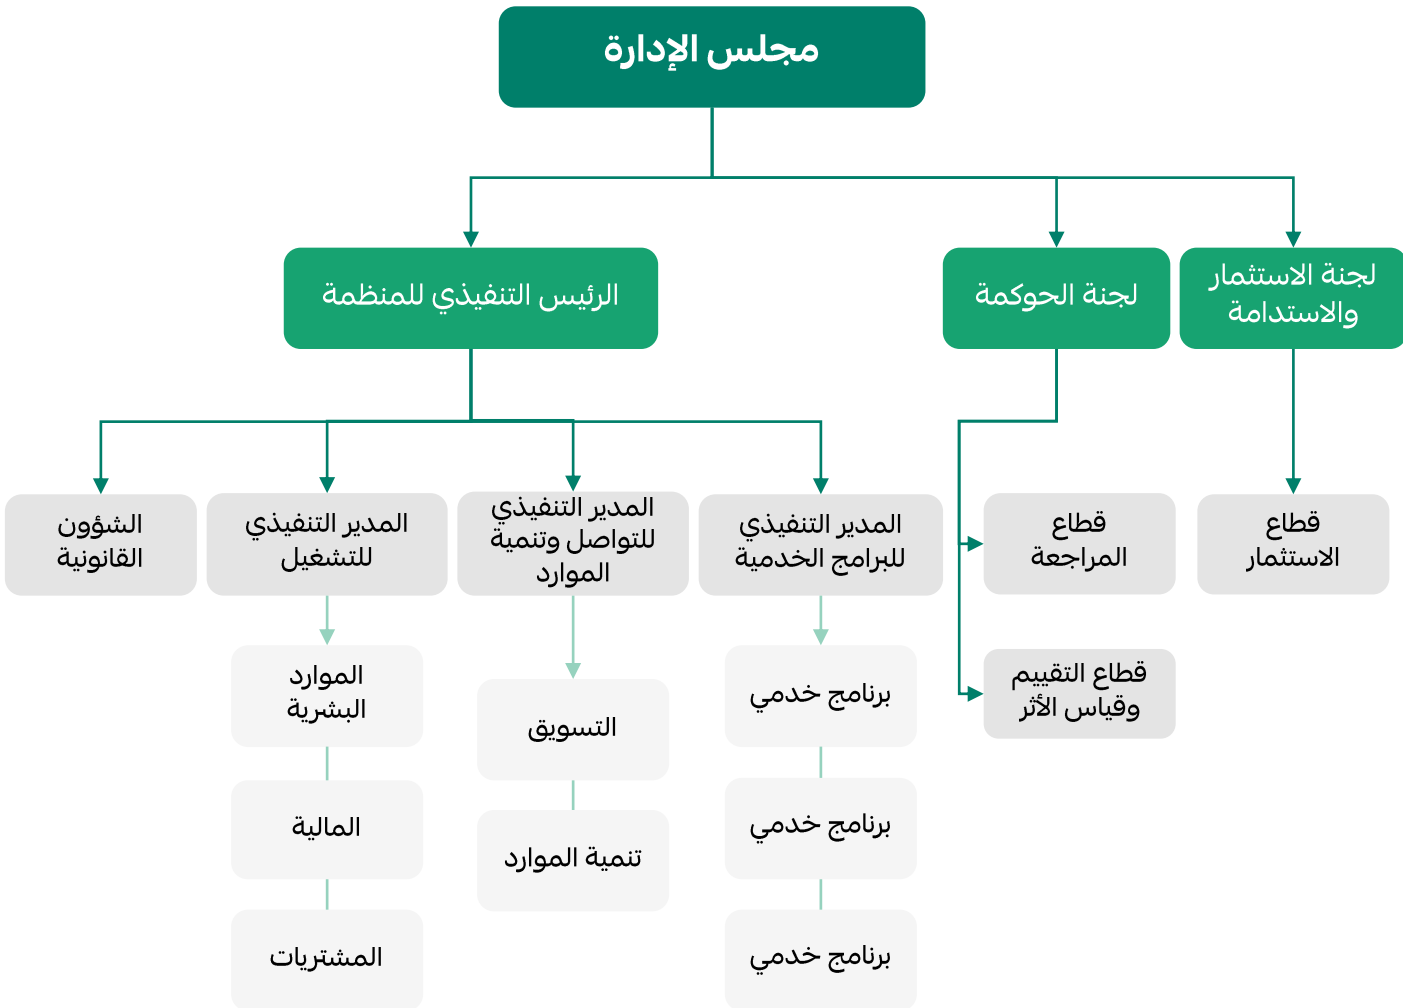 مجلس الإدارة
لجنة الاستثمار
والاستدامة
لجنة الحوكمة
الرئيس التنفيذي للمنظمة
قطاع
الاستثمار
قطاع
المراجعة
المدير التنفيذي
للبرامج الخدمية
المدير التنفيذي
للتواصل وتنمية
الموارد
المدير التنفيذي
للتشغيل
الشؤون
القانونية
قطاع التقييم
وقياس الأثر
برنامج خدمي
التسويق
الموارد
البشرية
برنامج خدمي
تنمية الموارد
المالية
برنامج خدمي
المشتريات